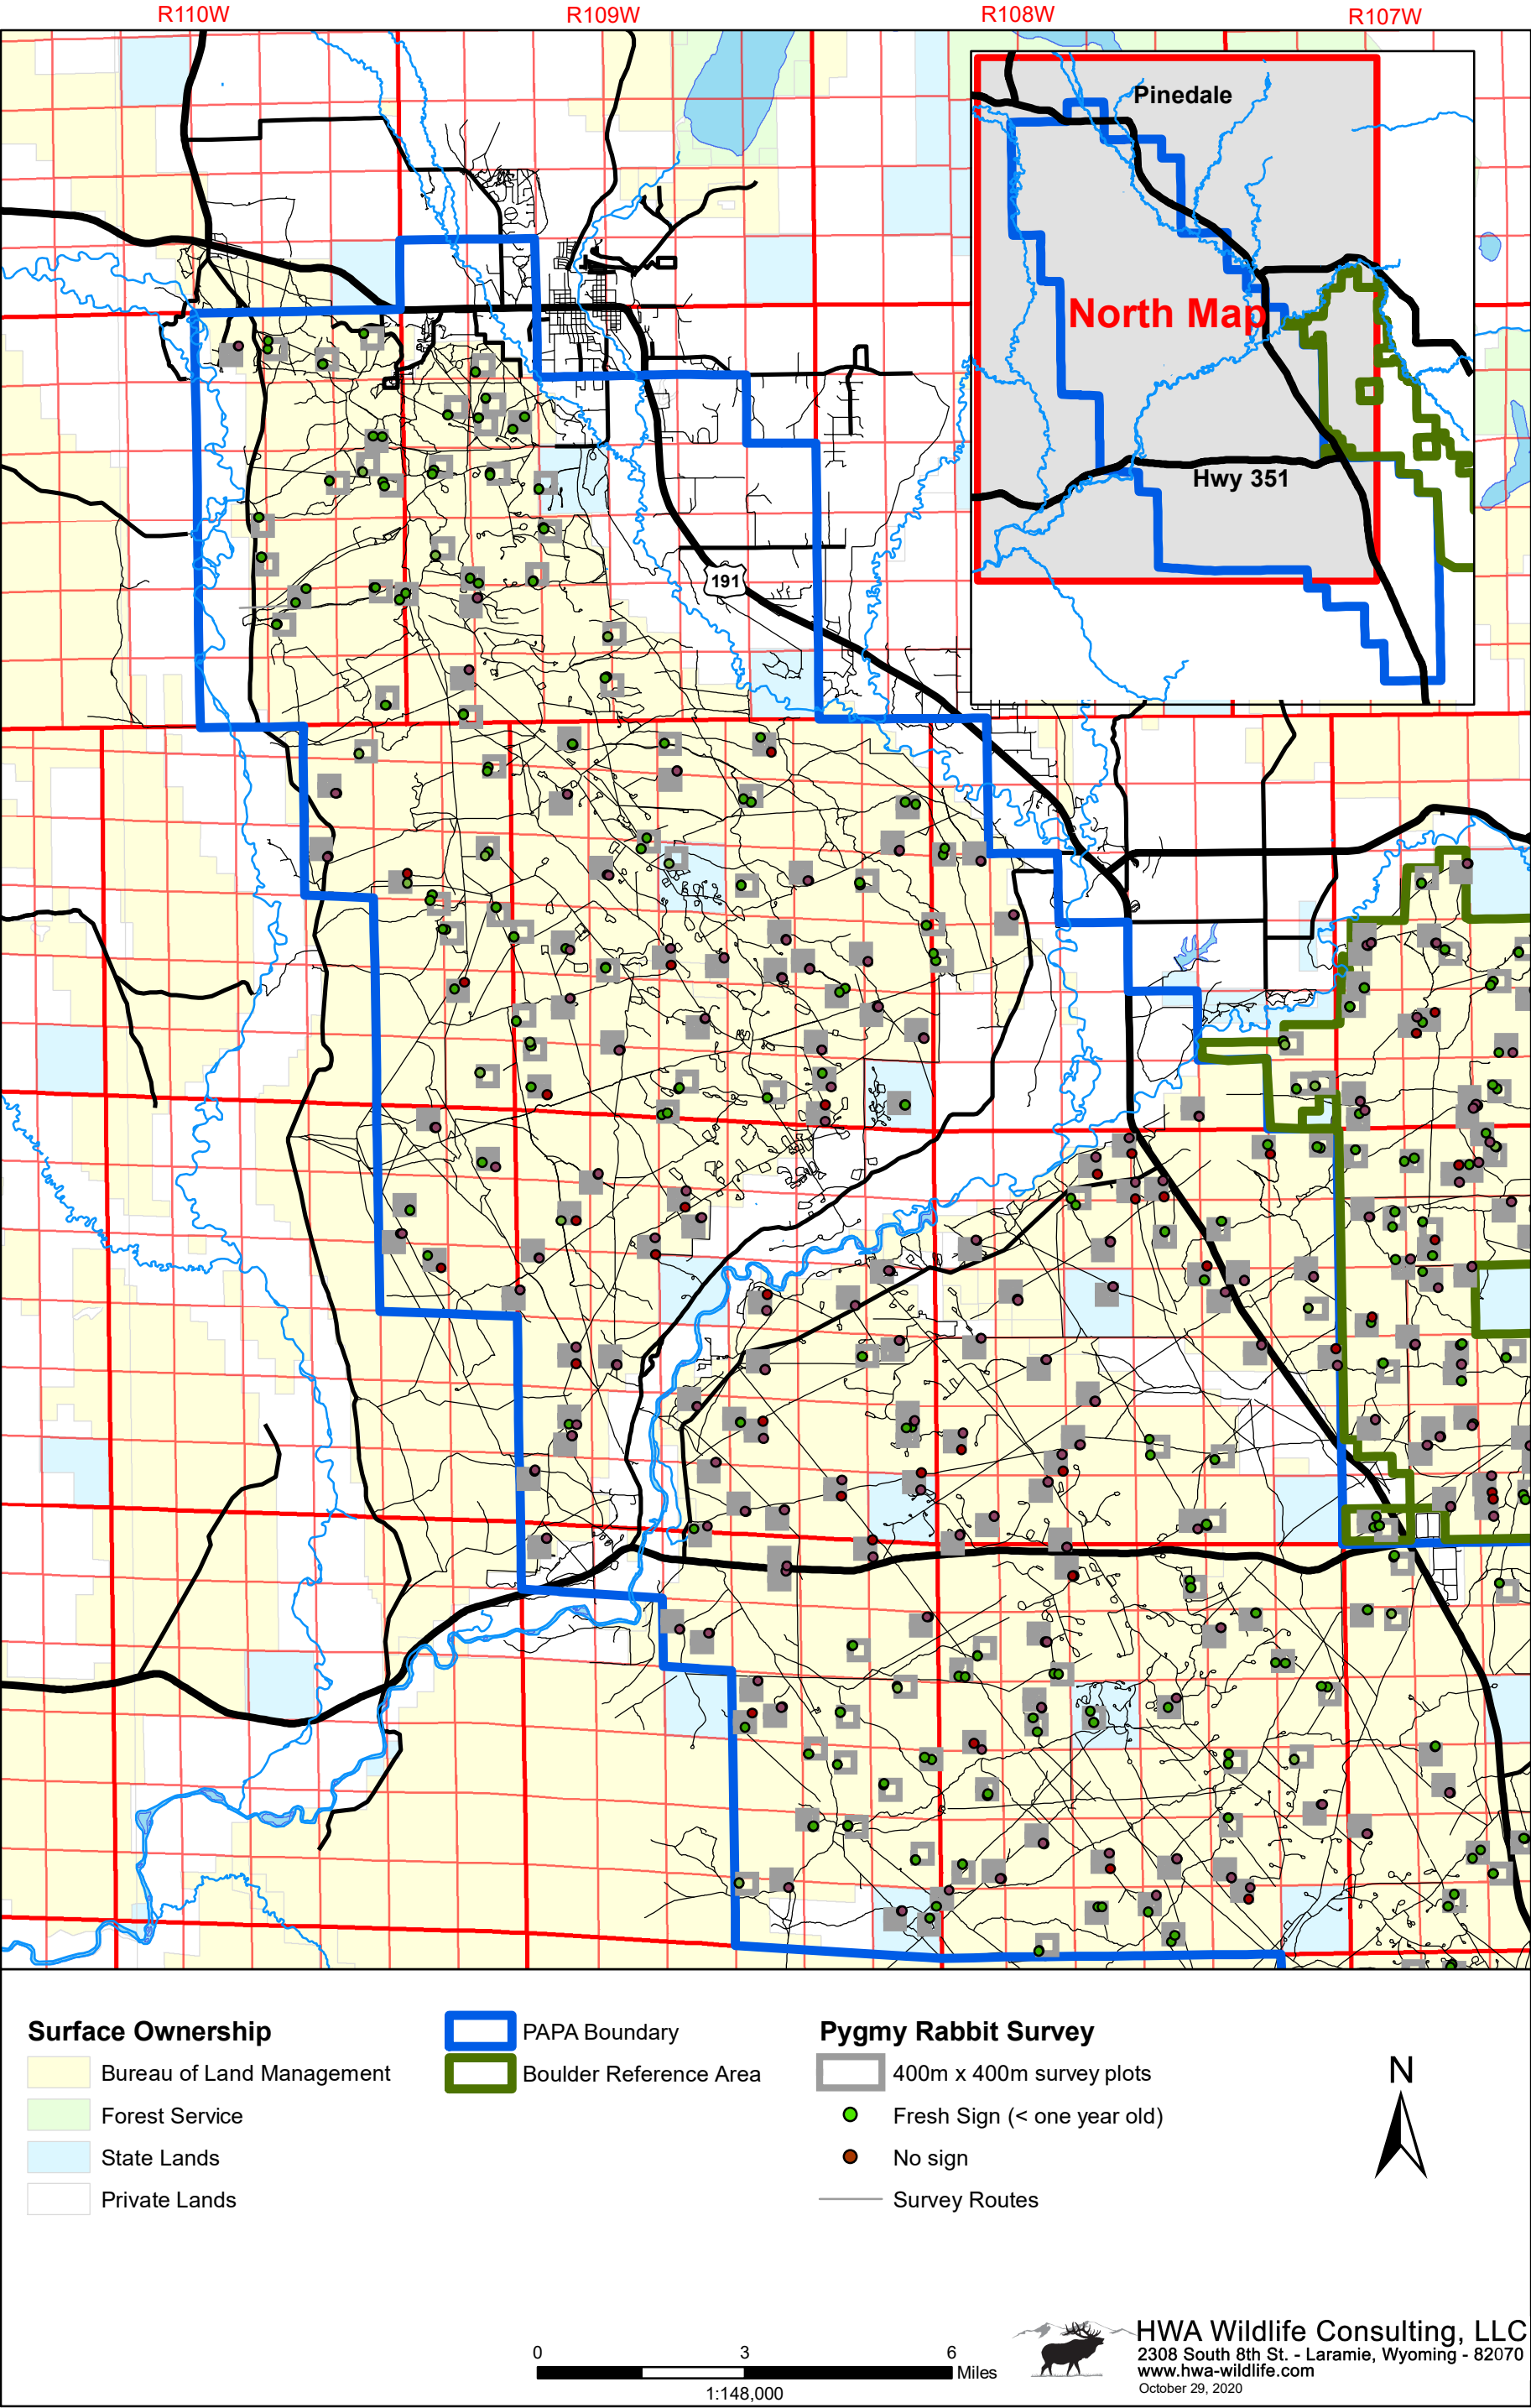 R110W
R109W
R108W
R107W
Pinedale
North Map
Hwy 351
191
Surface Ownership
Bureau of Land Management
Forest Service
State Lands
Private Lands
PAPA Boundary
Boulder Reference Area
Pygmy Rabbit Survey
400m x 400m survey plots
Fresh Sign (< one year old)
No sign
Survey Routes
N
0 3 6
Miles
1:148,000
HWA Wildlife Consulting, LLC
2308 South 8th St. - Laramie, Wyoming - 82070
www.hwa-wildlife.com
October 29, 2020